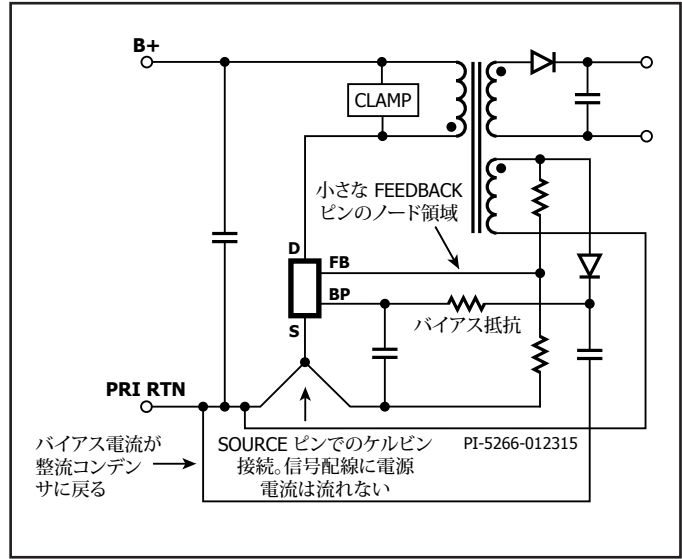 B+
CLAMP
小さな FEEDBACK
ピンのノード領域
D
FB
BP
S
バイアス抵抗
PRI RTN
バイアス電流が
整流コンデン
サに戻る
SOURCE ピンでのケルビン
接続。信号配線に電源
電流は流れない
PI-5266-012315